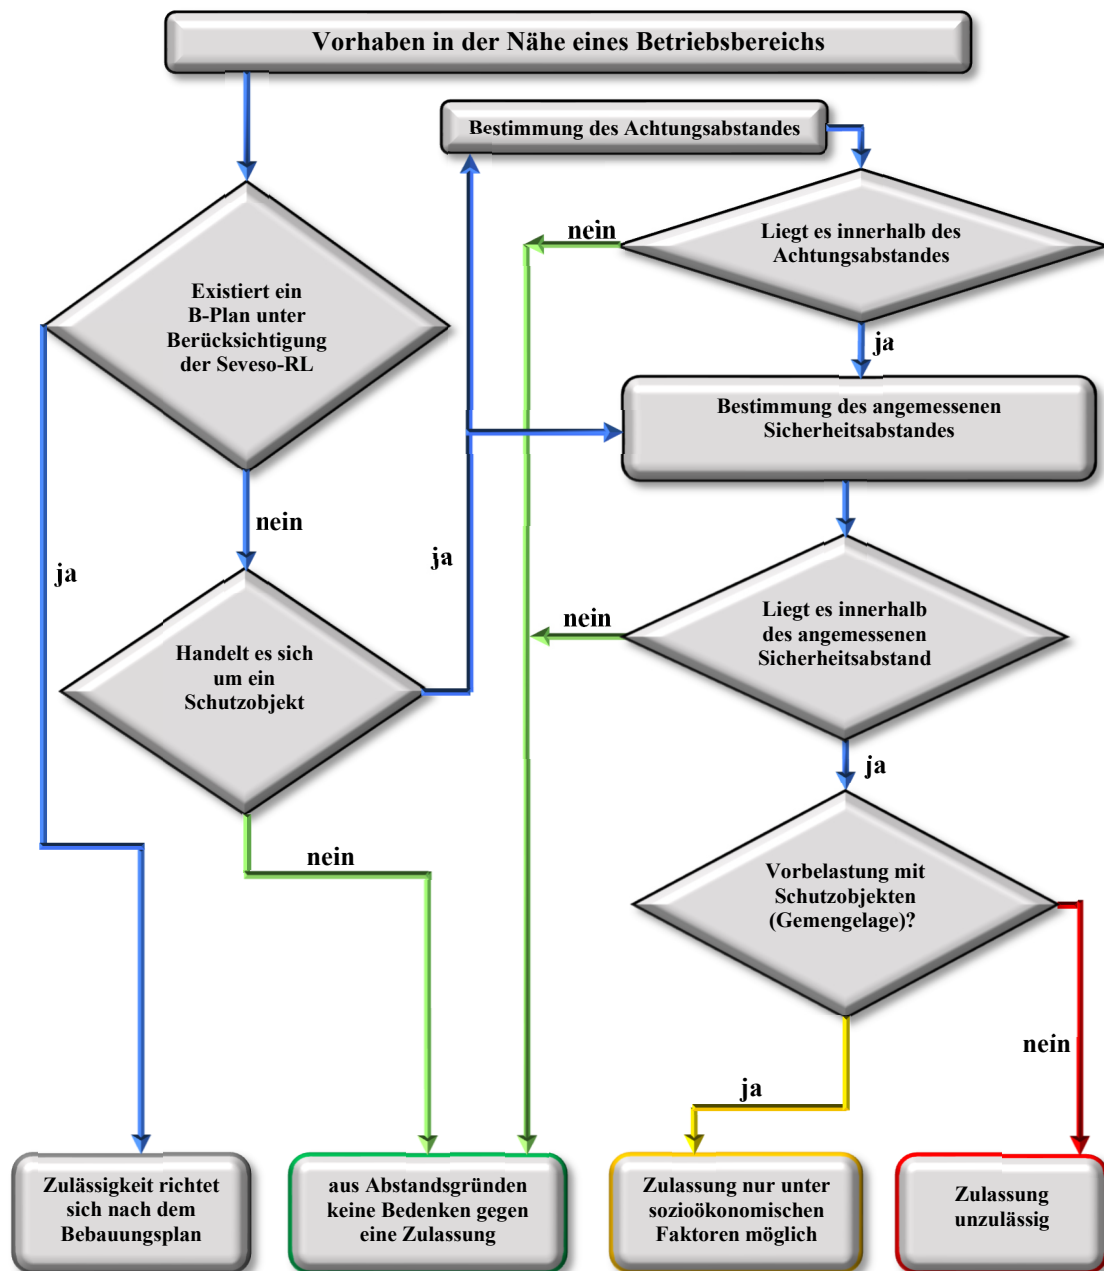 Vorhaben in der Nähe eines Betriebsbereichs
Bestimmung des Achtungsabstandes
nein
Liegt es innerhalb des
Achtungsabstandes
Existiert ein
B-Plan unter
Berücksichtigung
der Seveso-RL
ja
Bestimmung des angemessenen
Sicherheitsabstandes
nein
ja
ja
nein
Liegt es innerhalb
des angemessenen
Sicherheitsabstand
Handelt es sich
um ein
Schutzobjekt
ja
nein
Vorbelastung mit
Schutzobjekten
(Gemengelage)?
nein
ja
Zulässigkeit richtet
sich nach dem
Bebauungsplan
aus Abstandsgründen
keine Bedenken gegen
eine Zulassung
Zulassung nur unter
sozioökonomischen
Faktoren möglich
Zulassung
unzulässig